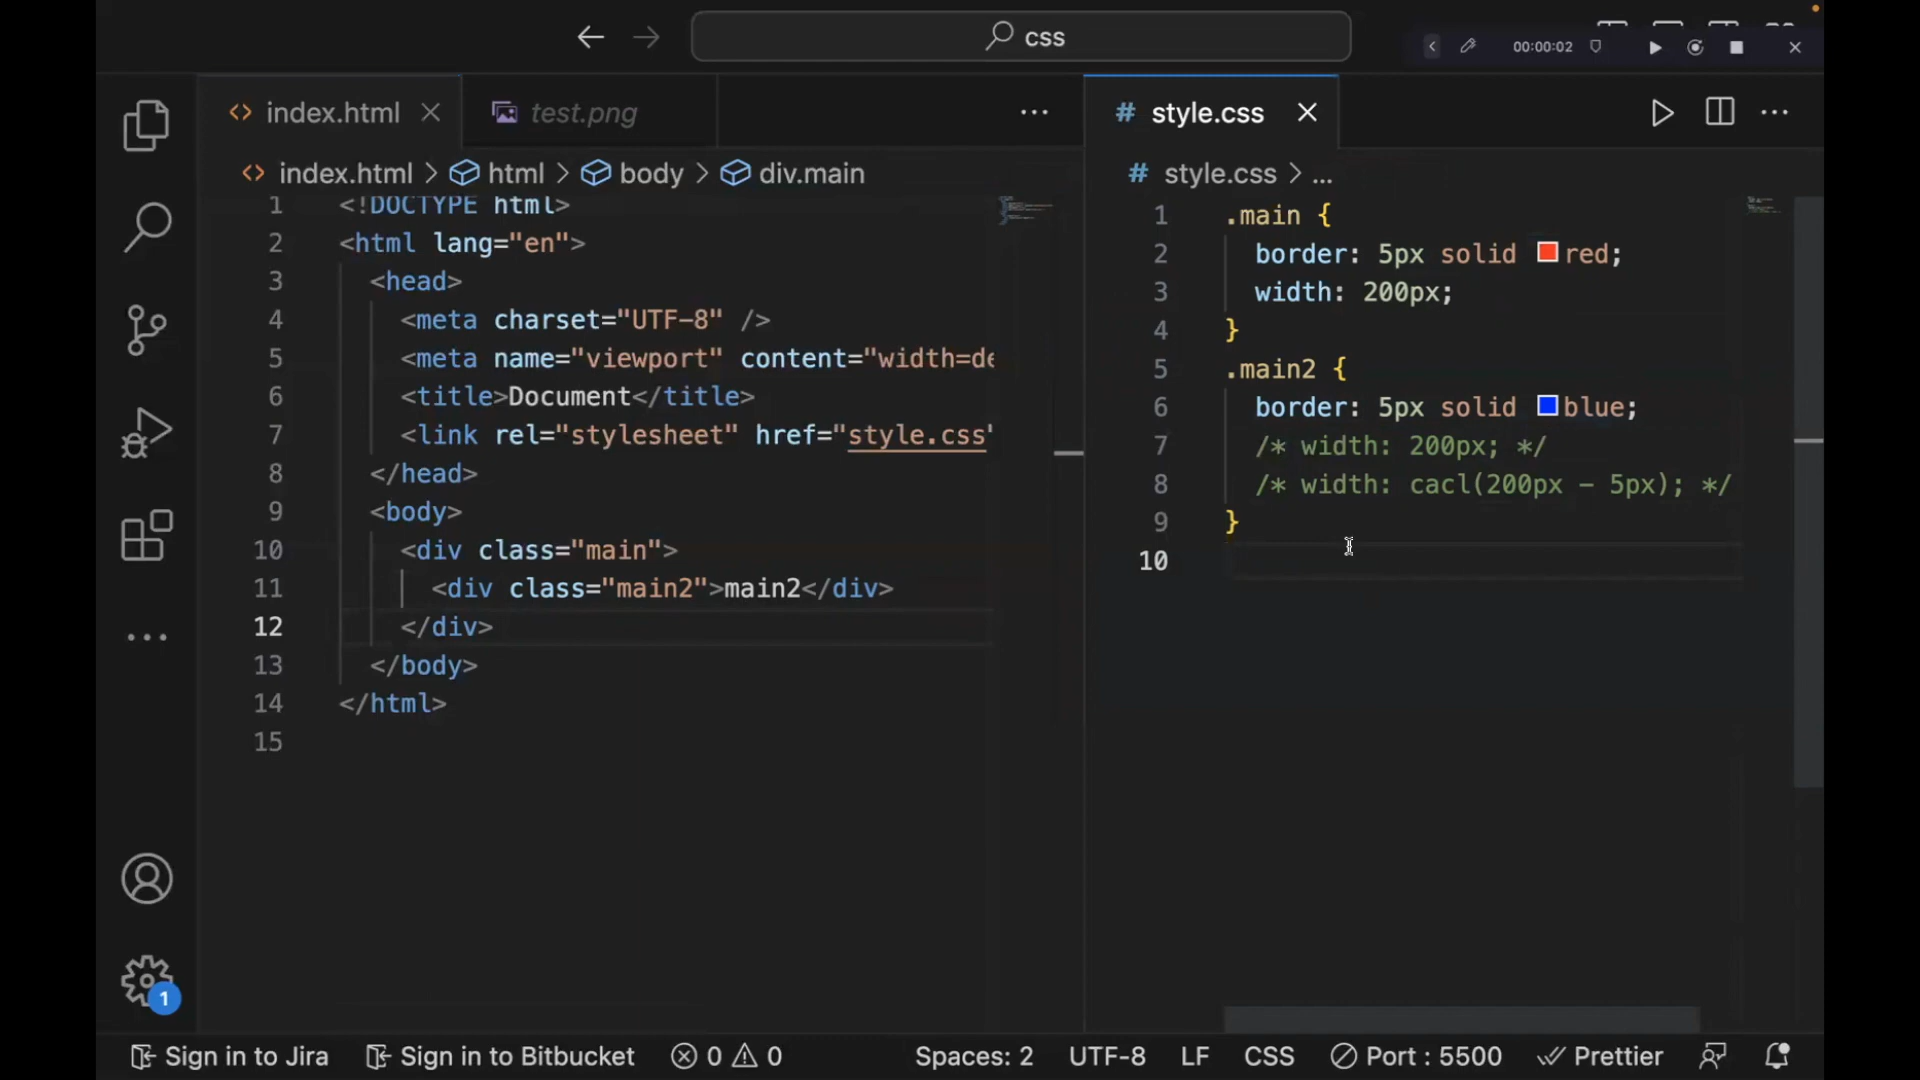 css
00:00:02
index.html
test.png
style.css
index.html > html > body > div.main
style.css > ...
1 <!DOCTYPE html>
2 <html lang="en">
3 <head>
4 <meta charset="UTF-8" />
5 <meta name="viewport" content="width=de
6 <title>Document</title>
7 <link rel="stylesheet" href="style.css"
8 </head>
9 <body>
10 <div class="main">
11 <div class="main2">main2</div>
12 </div>
13 </body>
14 </html>
15
1 .main {
2 border: 5px solid red;
3 width: 200px;
4 }
5 .main2 {
6 border: 5px solid blue;
7 /* width: 200px; */
8 /* width: cacl(200px - 5px); */
9 }
10
1
Sign in to Jira
Sign in to Bitbucket
0
0
Spaces: 2
UTF-8
LF
CSS
Port : 5500
Prettier